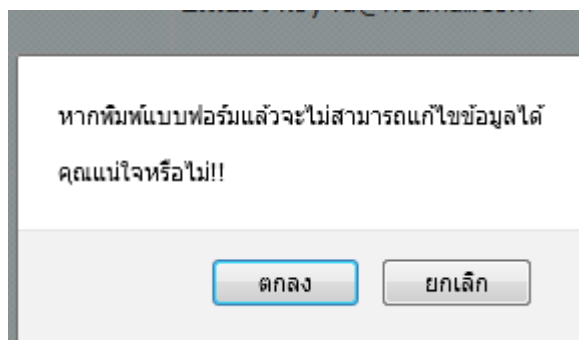 หากพิมพ์แบบฟอร์มแล้วจะไม่สามารถแก้ไขข้อมูลได้
คุณแน่ใจหรือไม่!!
ตกลง
ยกเลิก